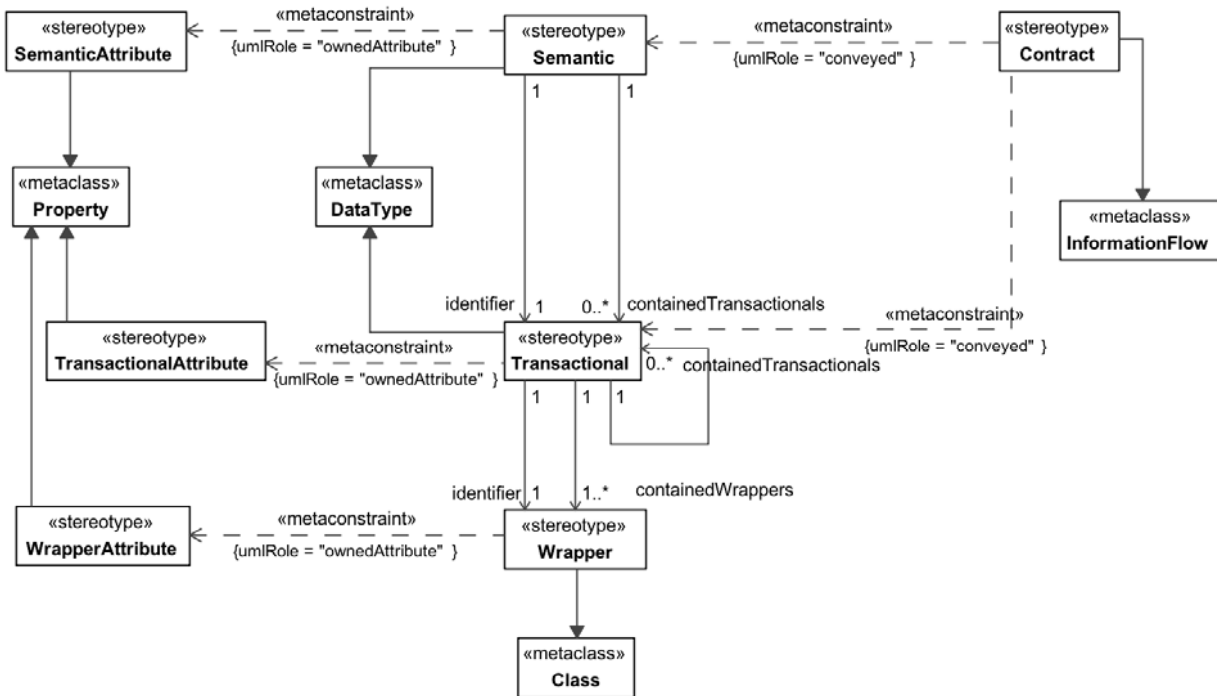 «metaconstraint»
«metaconstraint»
«stereotype»
SemanticAttribute
{umlRole = "ownedAttribute" }
«stereotype»
Semantic
{umlRole = "conveyed" }
«stereotype»
Contract
1
1
«metaclass»
Property
«metaclass»
DataType
«metaclass»
InformationFlow
identifier
1
0..*
containedTransactionals
«stereotype»
TransactionalAttribute
«metaconstraint»
{umlRole = "ownedAttribute" }
«stereotype»
Transactional
«metaconstraint»
{umlRole = "conveyed" }
0..*
containedTransactionals
1
1
1
identifier
1
1..*
containedWrappers
«stereotype»
WrapperAttribute
«metaconstraint»
{umlRole = "ownedAttribute" }
«stereotype»
Wrapper
«metaclass»
Class